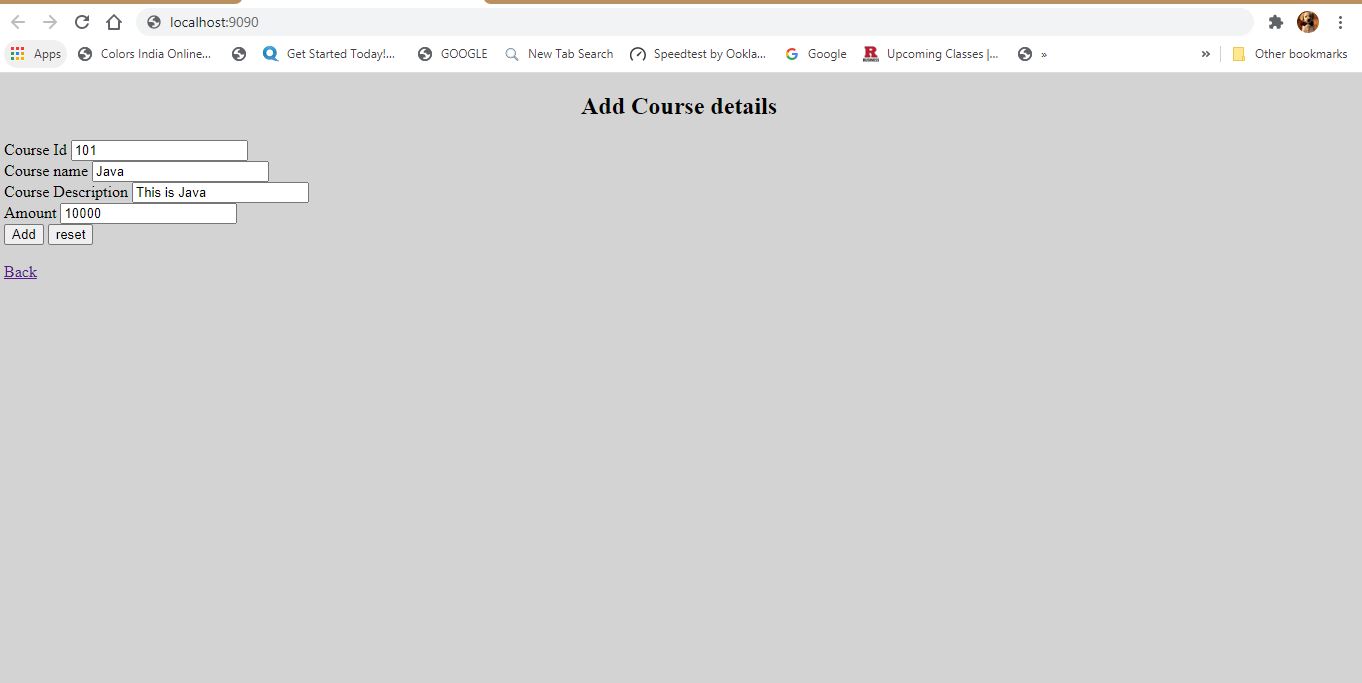 localhost:9090
Apps Colors India Online... Get Started Today!... GOOGLE New Tab Search Speedtest by Ookla... Google R BUSINESS Upcoming Classes |... » » Other bookmarks
Add Course details
Course Id 101
Course name Java
Course Description This is Java
Amount 10000
Add reset
Back